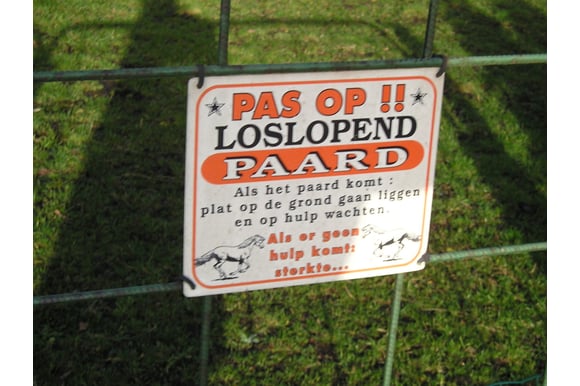 PAS OP !!
LOSLOPEND
PAARD
Als het paard komt :
plat op de grond gaan liggen
en op hulp wachten.
Als er geen
hulp komt:
sterkte...